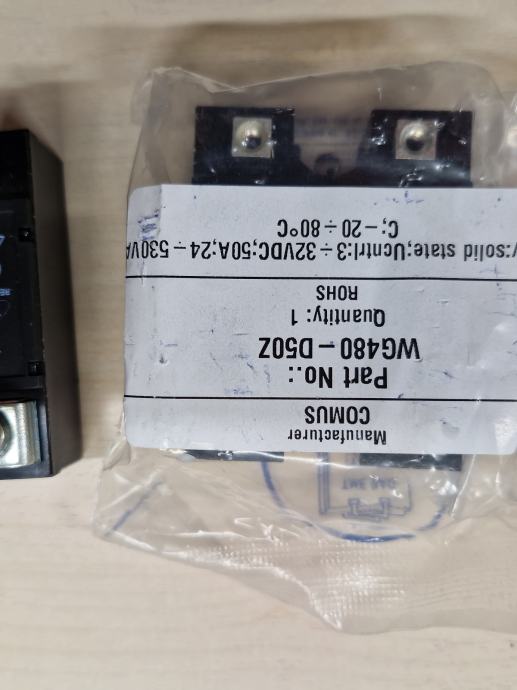 Manufacturer
COMUS
Part No.:
WG480-D50Z
Quantity: 1
ROHS
y:solid state;Ucntrl:3÷32VDC;50A;24÷530VA
C;-20÷80°C